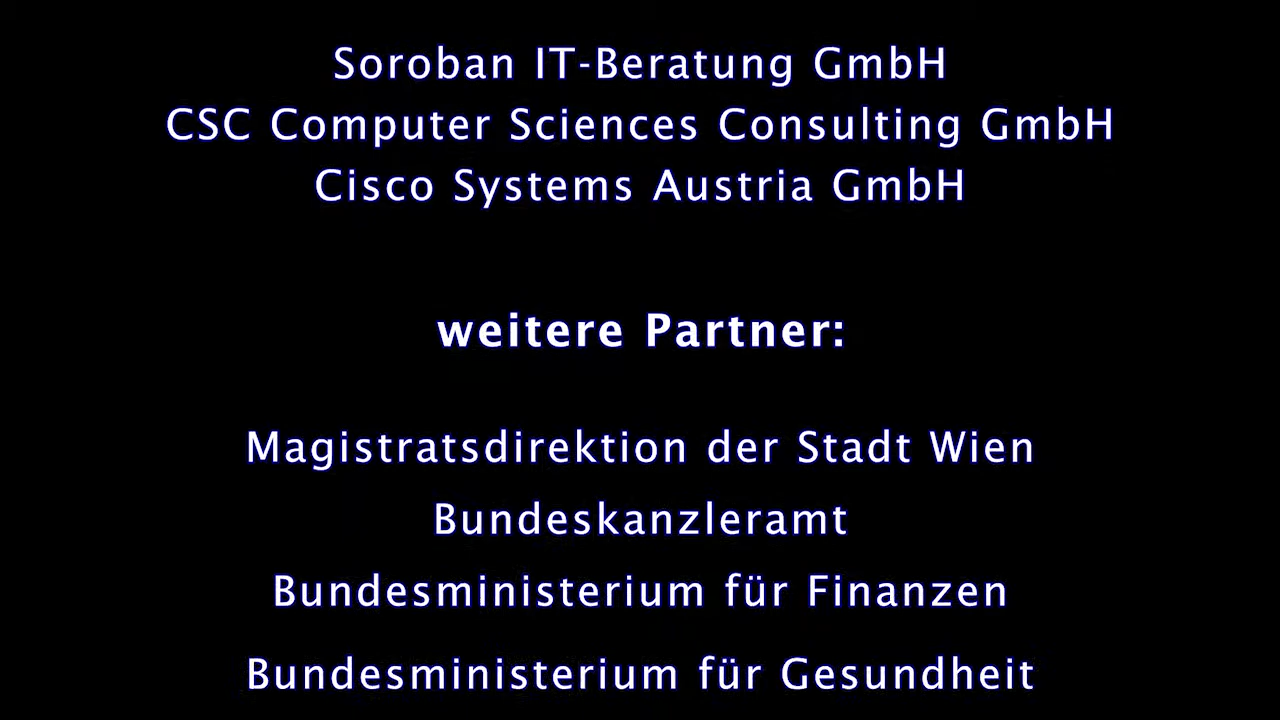 Soroban IT-Beratung GmbH
CSC Computer Sciences Consulting GmbH
Cisco Systems Austria GmbH
weitere Partner:
Magistratsdirektion der Stadt Wien
Bundeskanzleramt
Bundesministerium für Finanzen
Bundesministerium für Gesundheit